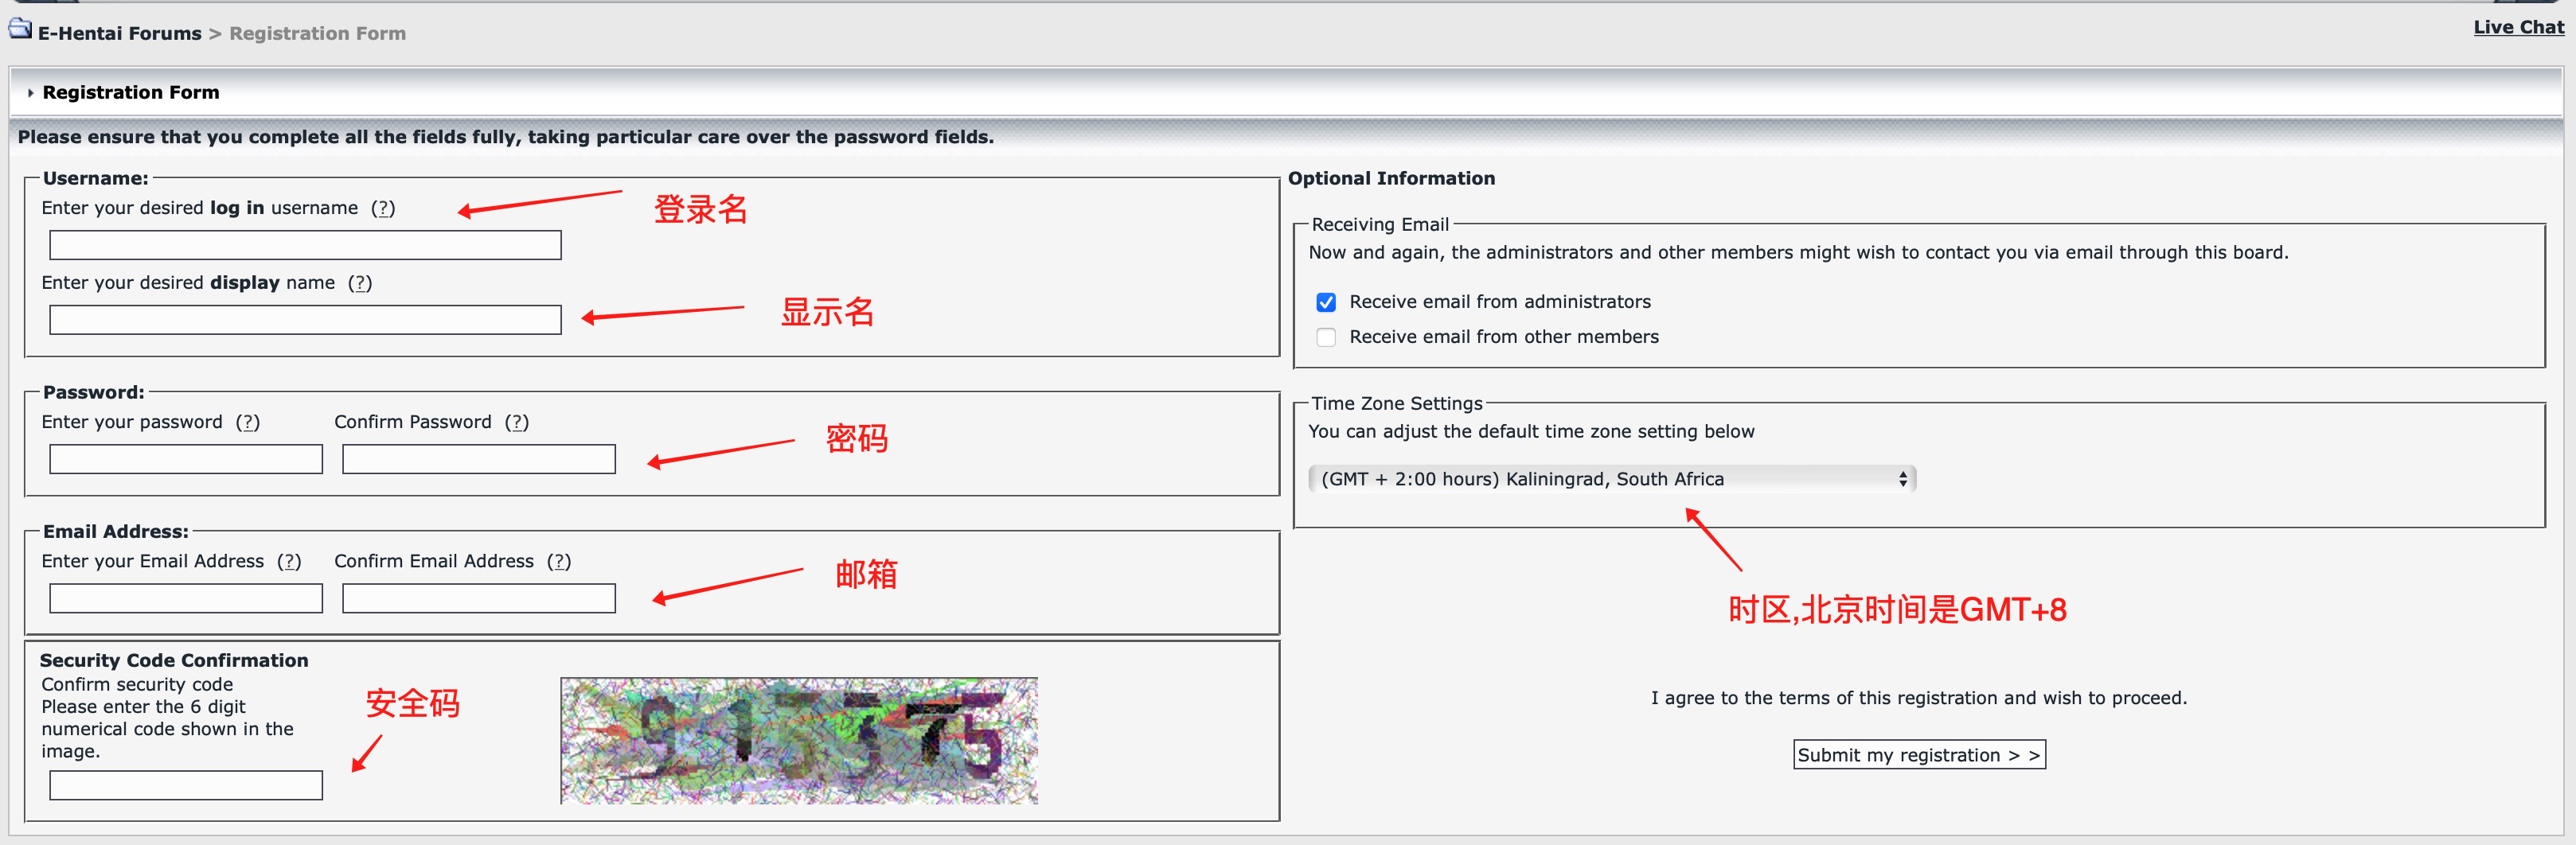 E-Hentai Forums > Registration Form
Live Chat
Registration Form
Please ensure that you complete all the fields fully, taking particular care over the password fields.
Username:
Enter your desired log in username (?)
登录名
Enter your desired display name (?)
显示名
Password:
Enter your password (?) Confirm Password (?)
密码
Email Address:
Enter your Email Address (?) Confirm Email Address (?)
邮箱
Security Code Confirmation
Confirm security code
Please enter the 6 digit
numerical code shown in the
image.
安全码
Optional Information
Receiving Email
Now and again, the administrators and other members might wish to contact you via email through this board.
Receive email from administrators
Receive email from other members
Time Zone Settings
You can adjust the default time zone setting below
(GMT + 2:00 hours) Kaliningrad, South Africa
时区,北京时间是GMT+8
I agree to the terms of this registration and wish to proceed.
Submit my registration > >